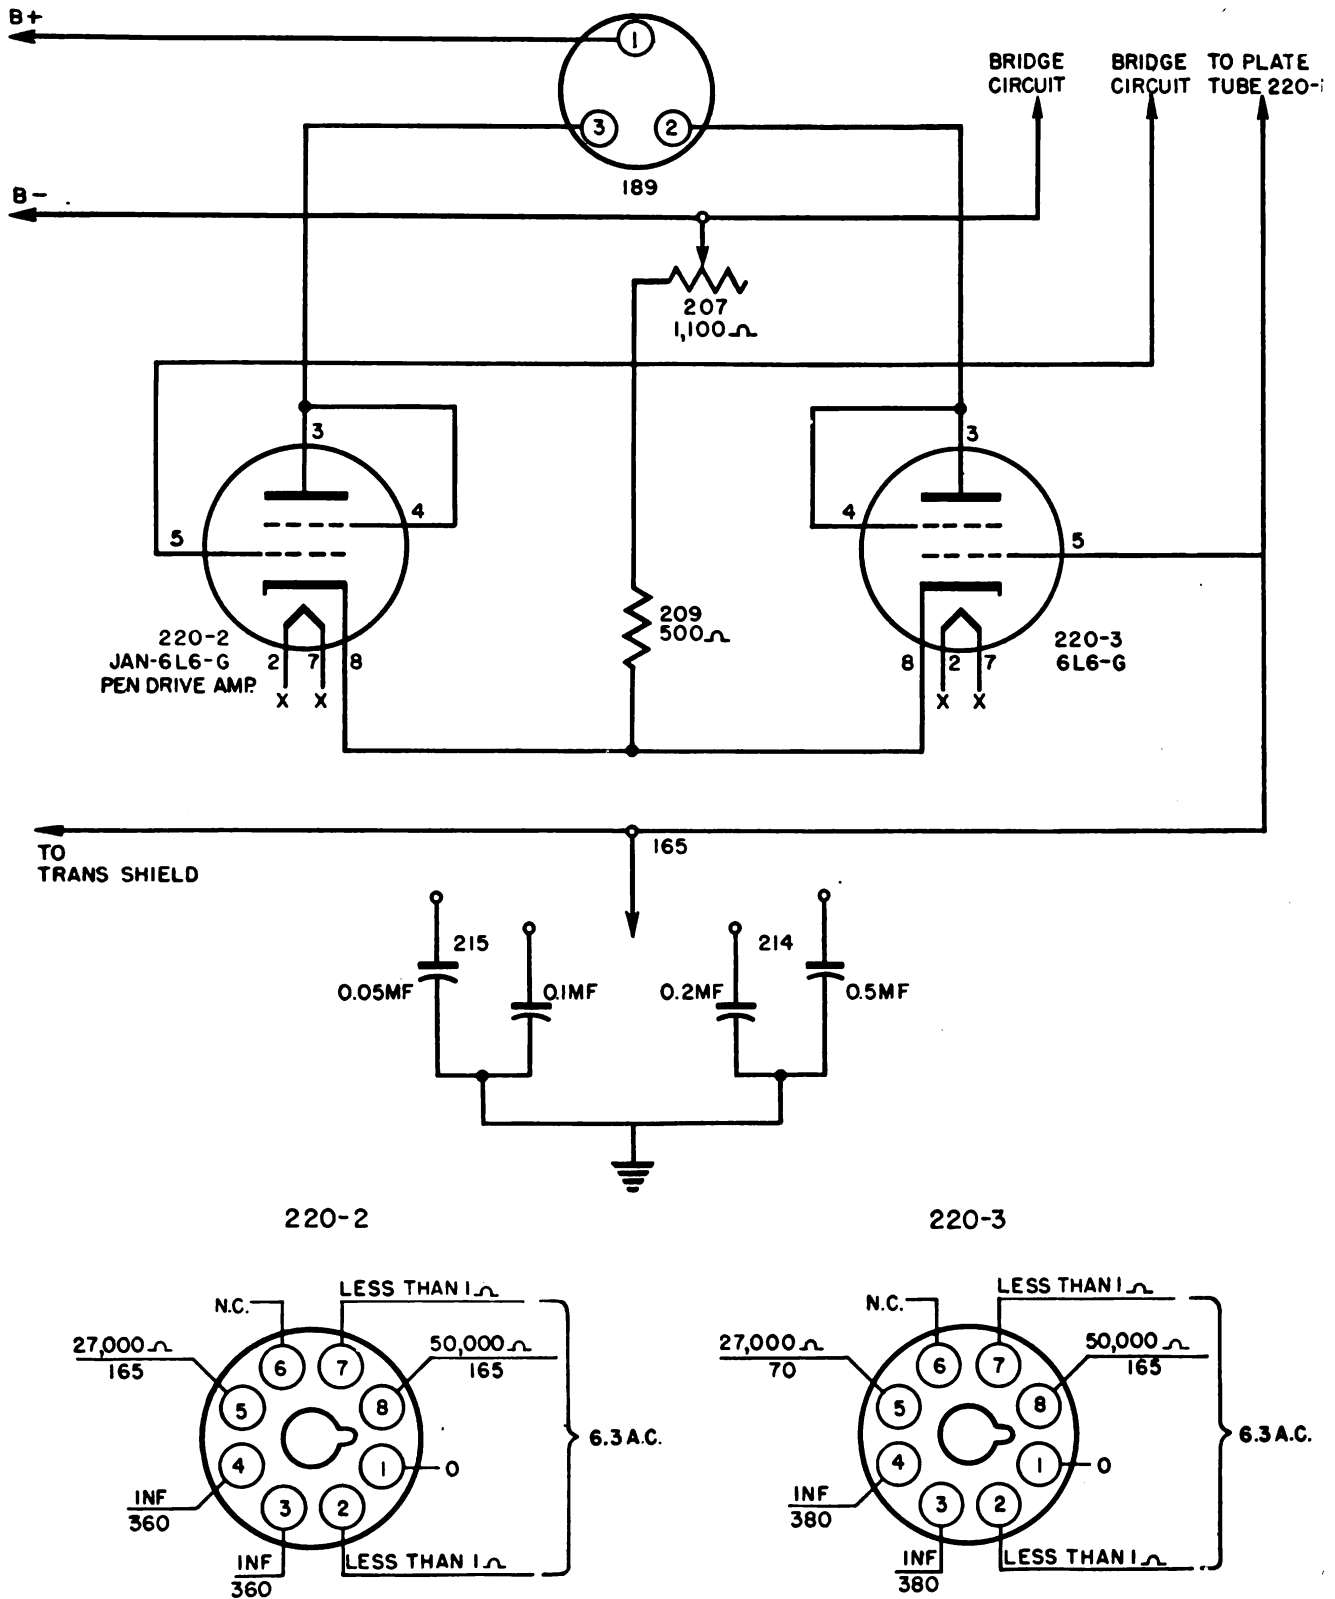 B+
1
BRIDGE CIRCUIT
BRIDGE CIRCUIT
TO PLATE TUBE 220-
3
2
189
B-
207
1,100Ω
3
3
4
4
5
5
209
500Ω
220-2
JAN-6L6-G
PEN DRIVE AMP.
2
7
8
X
X
220-3
6L6-G
8
2
7
X
X
165
TO
TRANS SHIELD
215
214
0.05MF
0.1MF
0.2MF
0.5MF
220-2
220-3
LESS THAN 1Ω
N.C.
27,000Ω
165
50,000Ω
165
6
7
5
8
4
1
3
2
0
6.3 A.C.
INF
360
INF
360
LESS THAN 1Ω
LESS THAN 1Ω
N.C.
27,000Ω
70
50,000Ω
165
6
7
5
8
4
1
3
2
0
6.3 A.C.
INF
380
INF
380
LESS THAN 1Ω